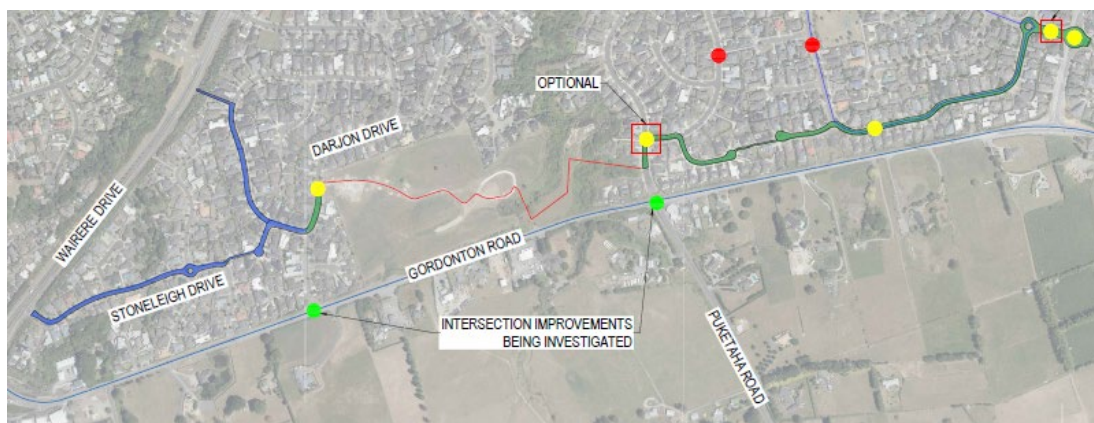 OPTIONAL
DARJON DRIVE
WAIRERE DRIVE
GORDONTON ROAD
STONELEIGH DRIVE
INTERSECTION IMPROVEMENTS
BEING INVESTIGATED
PUKETAHA ROAD